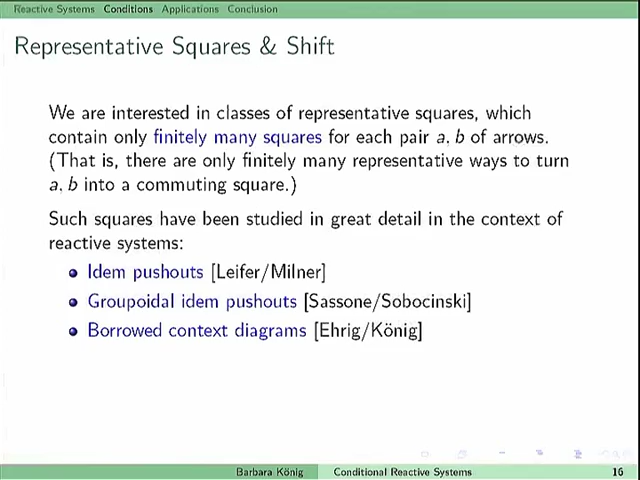 Reactive Systems Conditions Applications Conclusion
Representative Squares & Shift
We are interested in classes of representative squares, which
contain only finitely many squares for each pair a, b of arrows.
(That is, there are only finitely many representative ways to turn
a, b into a commuting square.)
Such squares have been studied in great detail in the context of
reactive systems:
Idem pushouts [Leifer/Milner]
Groupoidal idem pushouts [Sassone/Sobocinski]
Borrowed context diagrams [Ehrig/König]
Barbara König Conditional Reactive Systems 16